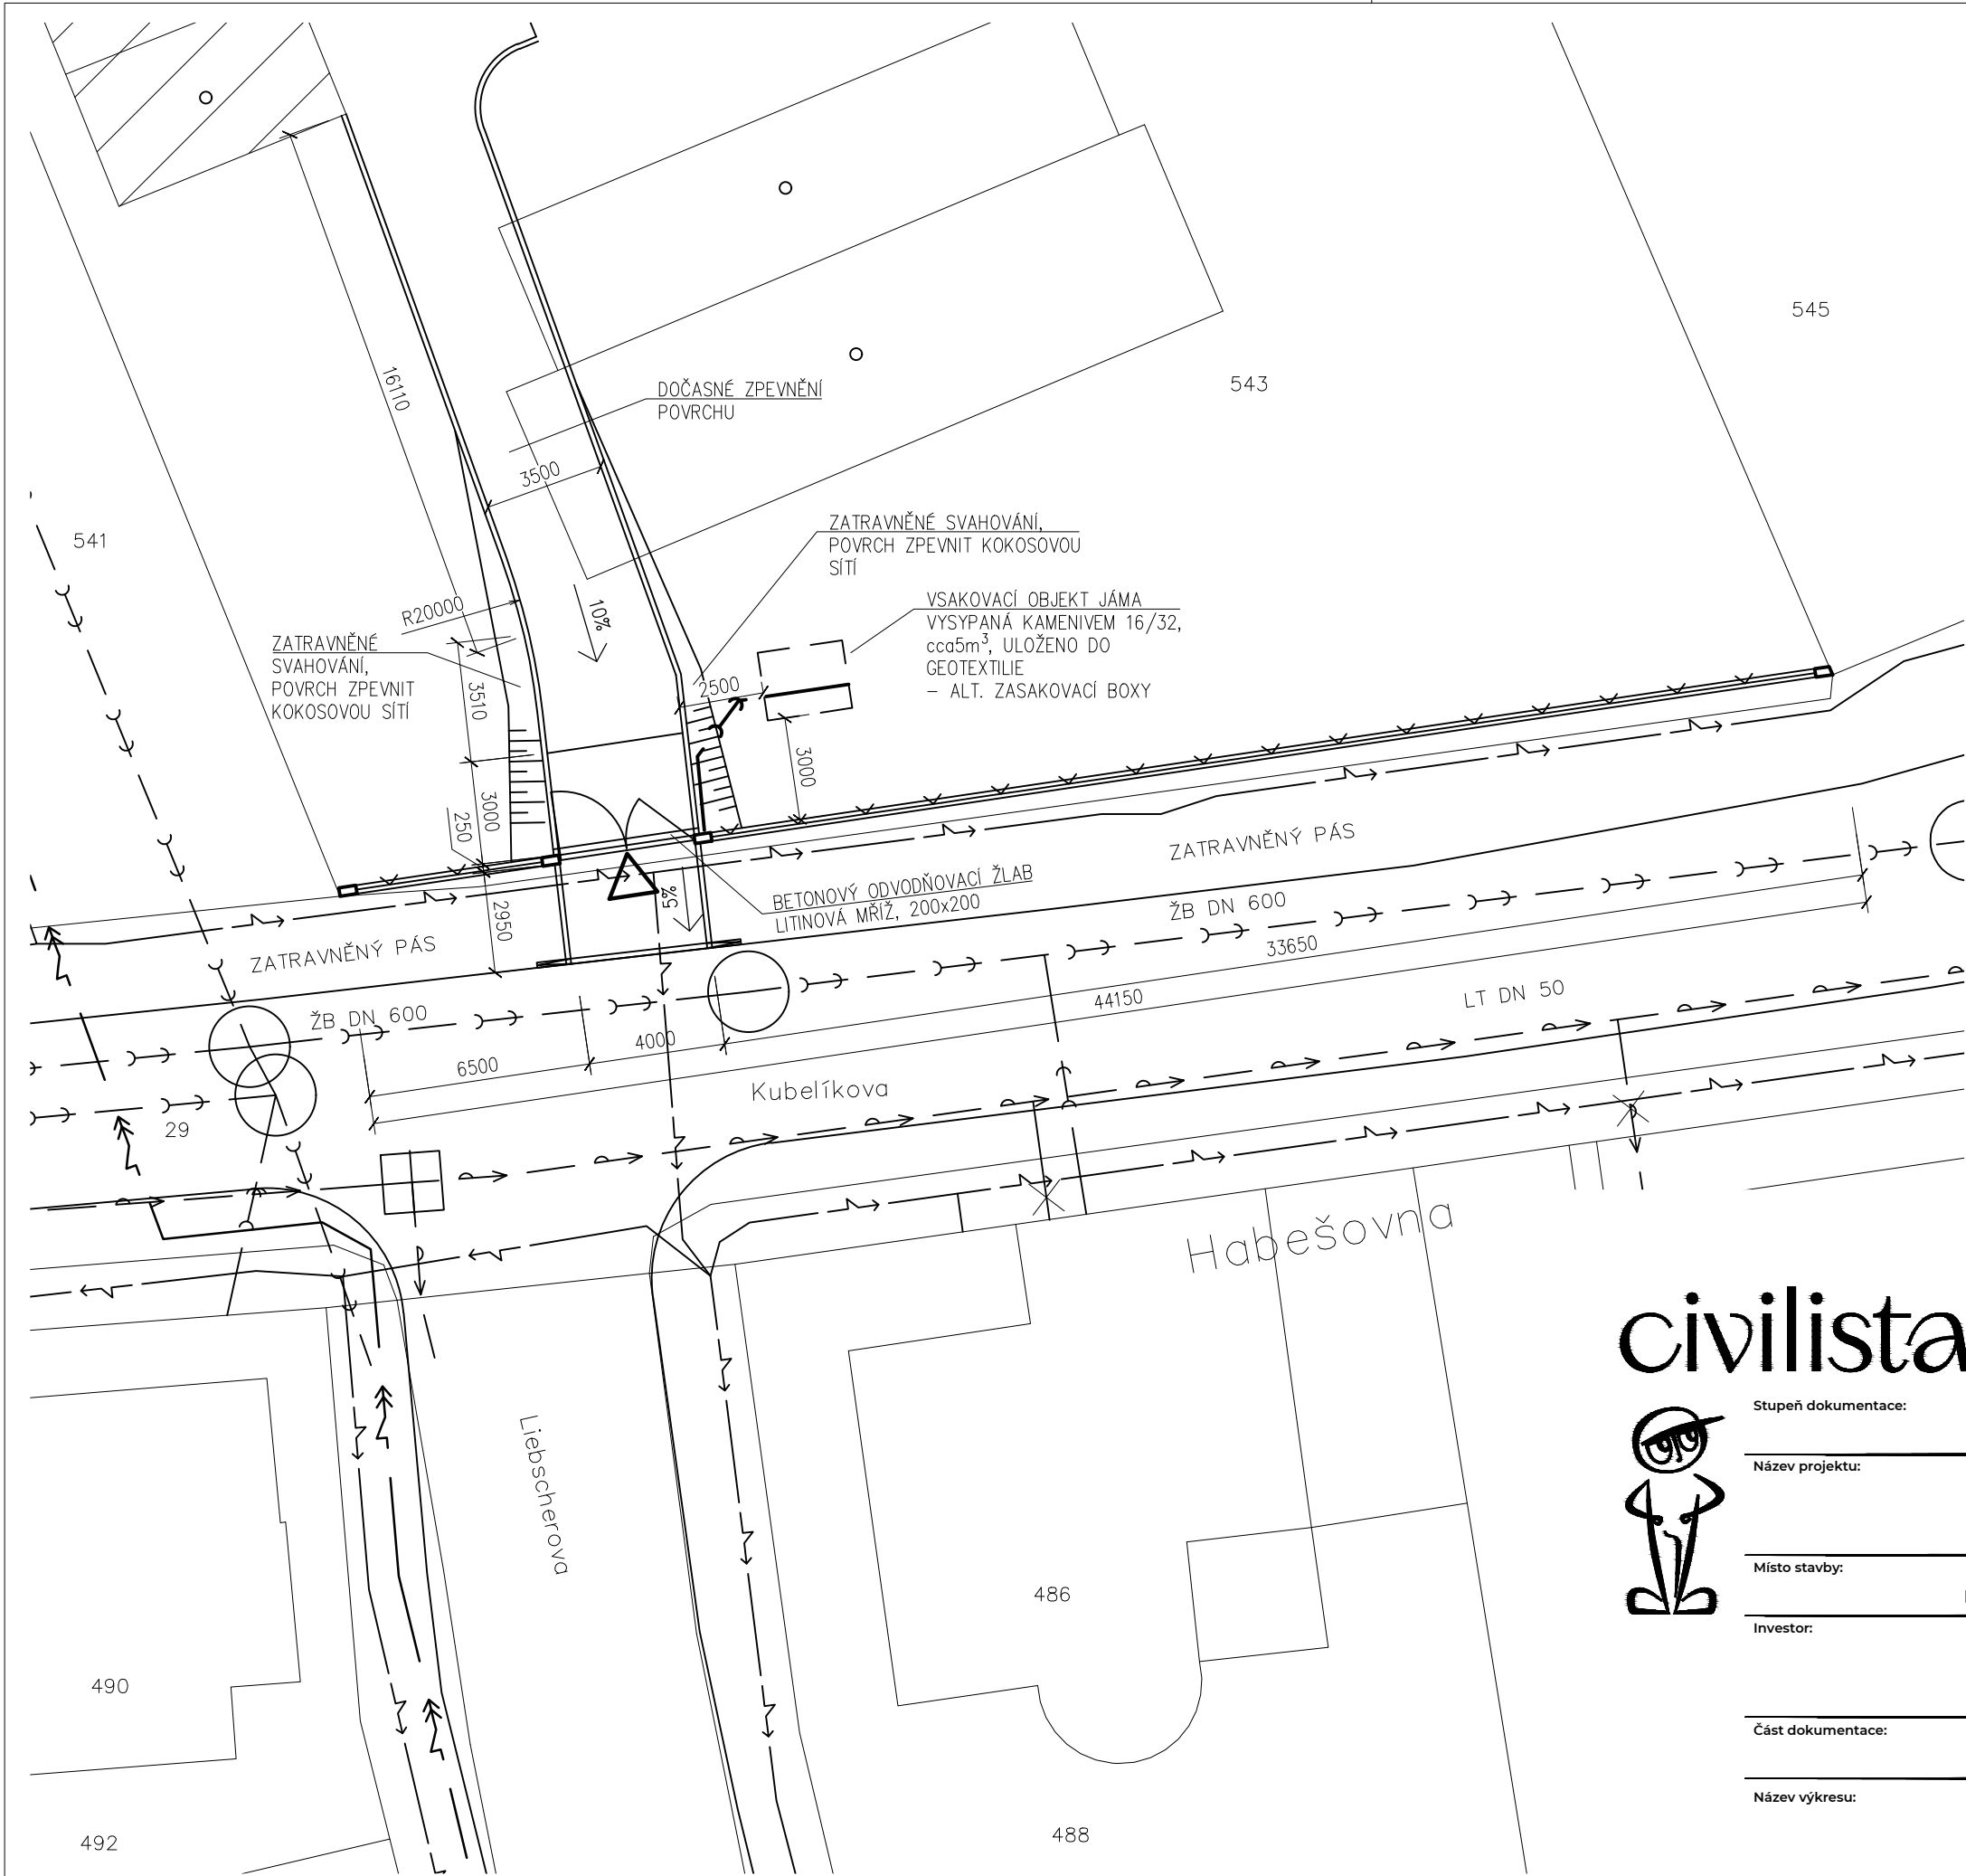 545
543
16110
DOČASNÉ ZPEVNĚNÍ
POVRCHU
3500
541
ZATRAVNĚNÉ SVAHOVÁNÍ,
POVRCH ZPEVNIT KOKOSOVOU
SÍTÍ
VSAKOVACÍ OBJEKT JÁMA
VYSYPANÁ KAMENIVEM 16/32,
cca5m³, ULOŽENO DO
GEOTEXTILIE
– ALT. ZASAKOVACÍ BOXY
R20000
10%
ZATRAVNĚNÉ
SVAHOVÁNÍ,
POVRCH ZPEVNIT
KOKOSOVOU SÍTÍ
2500
3510
3000
3000
250
ZATRAVNĚNÝ PÁS
5%
BETONOVÝ ODVODŇOVACÍ ŽLAB
LITINOVÁ MŘÍŽ, 200x200
2950
ZATRAVNĚNÝ PÁS
ŽB DN 600
33650
ŽB DN 600
44150
LT DN 50
4000
6500
Kubelíkova
29
Habešovna
civilista
Stupeň dokumentace:
Název projektu:
Místo stavby:
Investor:
Část dokumentace:
Název výkresu:
Liebscherova
486
490
492
488